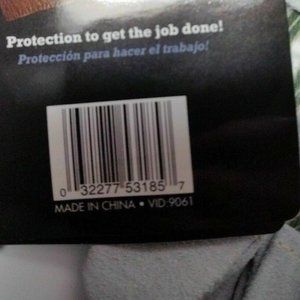 Protection to get the job done!
Protección para hacer el trabajo!
0 32277 53185 7
MADE IN CHINA • VID:9061